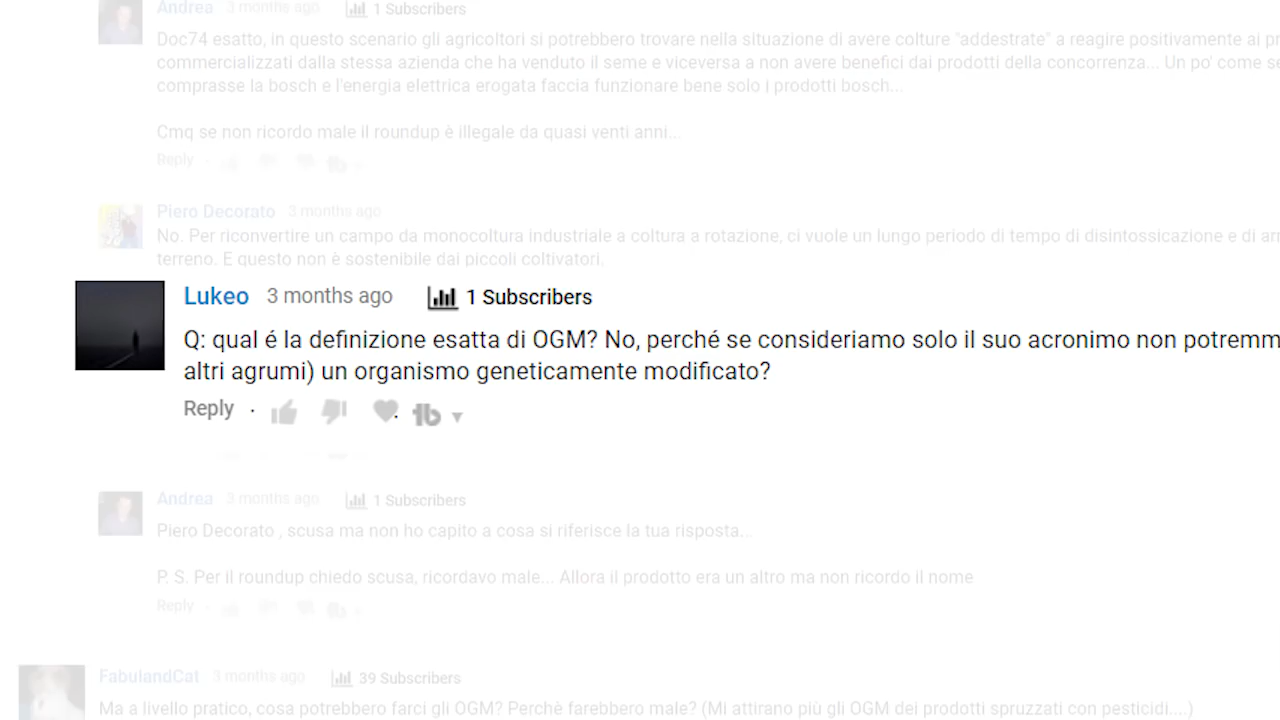 Andrea 3 months ago 1 Subscribers
Doc74 esatto, in questo scenario gli agricoltori si potrebbero trovare nella situazione di avere colture "addestrate" a reagire positivamente ai
commercializzati dalla stessa azienda che ha venduto il seme e viceversa a non avere benefici dai prodotti della concorrenza... Un po' come
comprasse la bosch e l'energia elettrica erogata faccia funzionare bene solo i prodotti bosch...
Cmq se non ricordo male il roundup è illegale da quasi venti anni...
Reply
Piero Decorato 3 months ago
No. Per riconvertire un campo da monocoltura industriale a coltura a rotazione, ci vuole un lungo periodo di tempo di disintossicazione e di
terreno. E questo non è sostenibile dai piccoli coltivatori.
Lukeo 3 months ago 1 Subscribers
Q: qual é la definizione esatta di OGM? No, perché se consideriamo solo il suo acronimo non potremm
altri agrumi) un organismo geneticamente modificato?
Reply
Andrea 3 months ago 1 Subscribers
Piero Decorato , scusa ma non ho capito a cosa si riferisce la tua risposta...
P. S. Per il roundup chiedo scusa, ricordavo male... Allora il prodotto era un altro ma non ricordo il nome
Reply
FabulandCat 3 months ago 39 Subscribers
Ma a livello pratico, cosa potrebbero farci gli OGM? Perchè farebbero male? (Mi attirano più gli OGM dei prodotti spruzzati con pesticidi....)